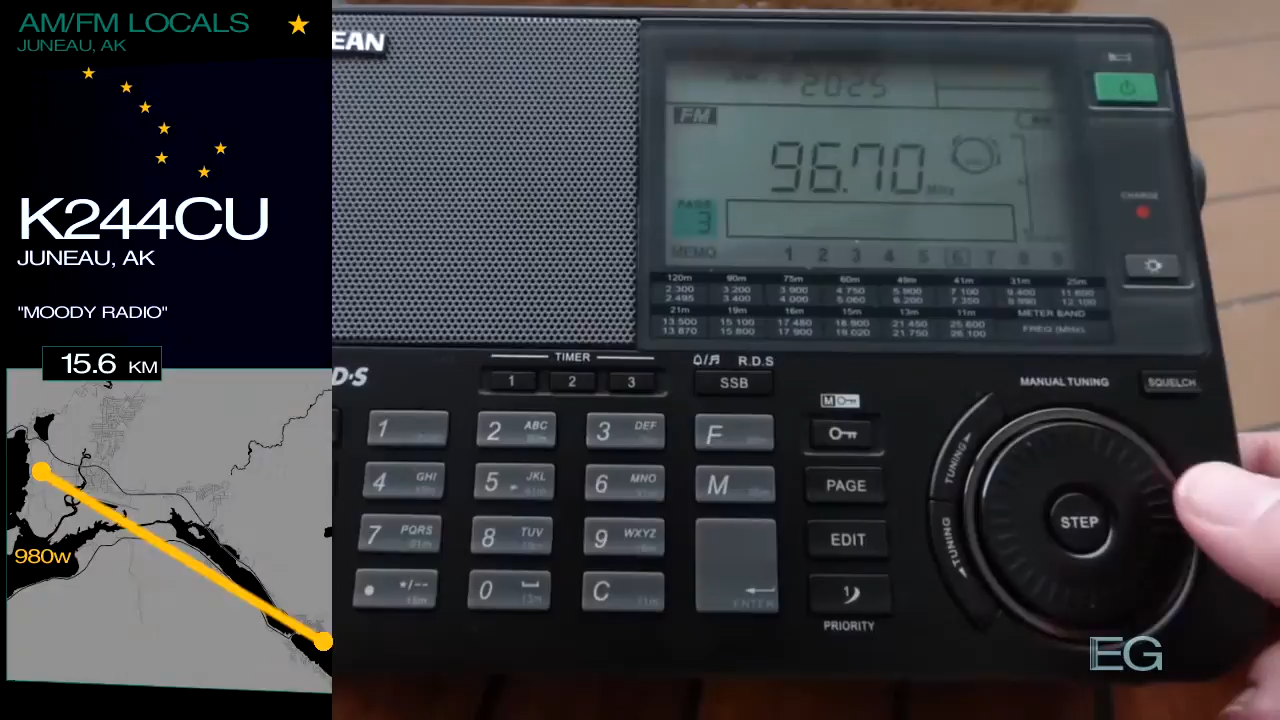 AM/FM LOCALS
JUNEAU, AK
K244CU
JUNEAU, AK
"MOODY RADIO"
15.6 KM
980w
EAN
2025
FM
96.70
MHz
PAGE
3
MEMO 1 2 3 4 5 6 7 8 9
CHARGE
120m 90m 75m 60m 49m 41m 31m 25m
2.300 3.200 3.900 4.750 5.900 7.100 9.400 11.600
2.495 3.400 4.000 5.060 6.200 7.350 9.990 12.100
21m 19m 16m 15m 13m 11m METER BAND
13.500 15.100 17.480 18.900 21.450 25.600 FREQ (MHz)
13.870 15.800 17.900 19.020 21.750 26.100
D·S
TIMER
1 2 3
R.D.S
SSB
MANUAL TUNING
SQUELCH
M
1
2 ABC
3 DEF
F
4 GHI
5 JKL
6 MNO
M
PAGE
7 PQRS
8 TUV
9 WXYZ
EDIT
• */--
0
C
ENTER
PRIORITY
TUNING
TUNING
STEP
EG